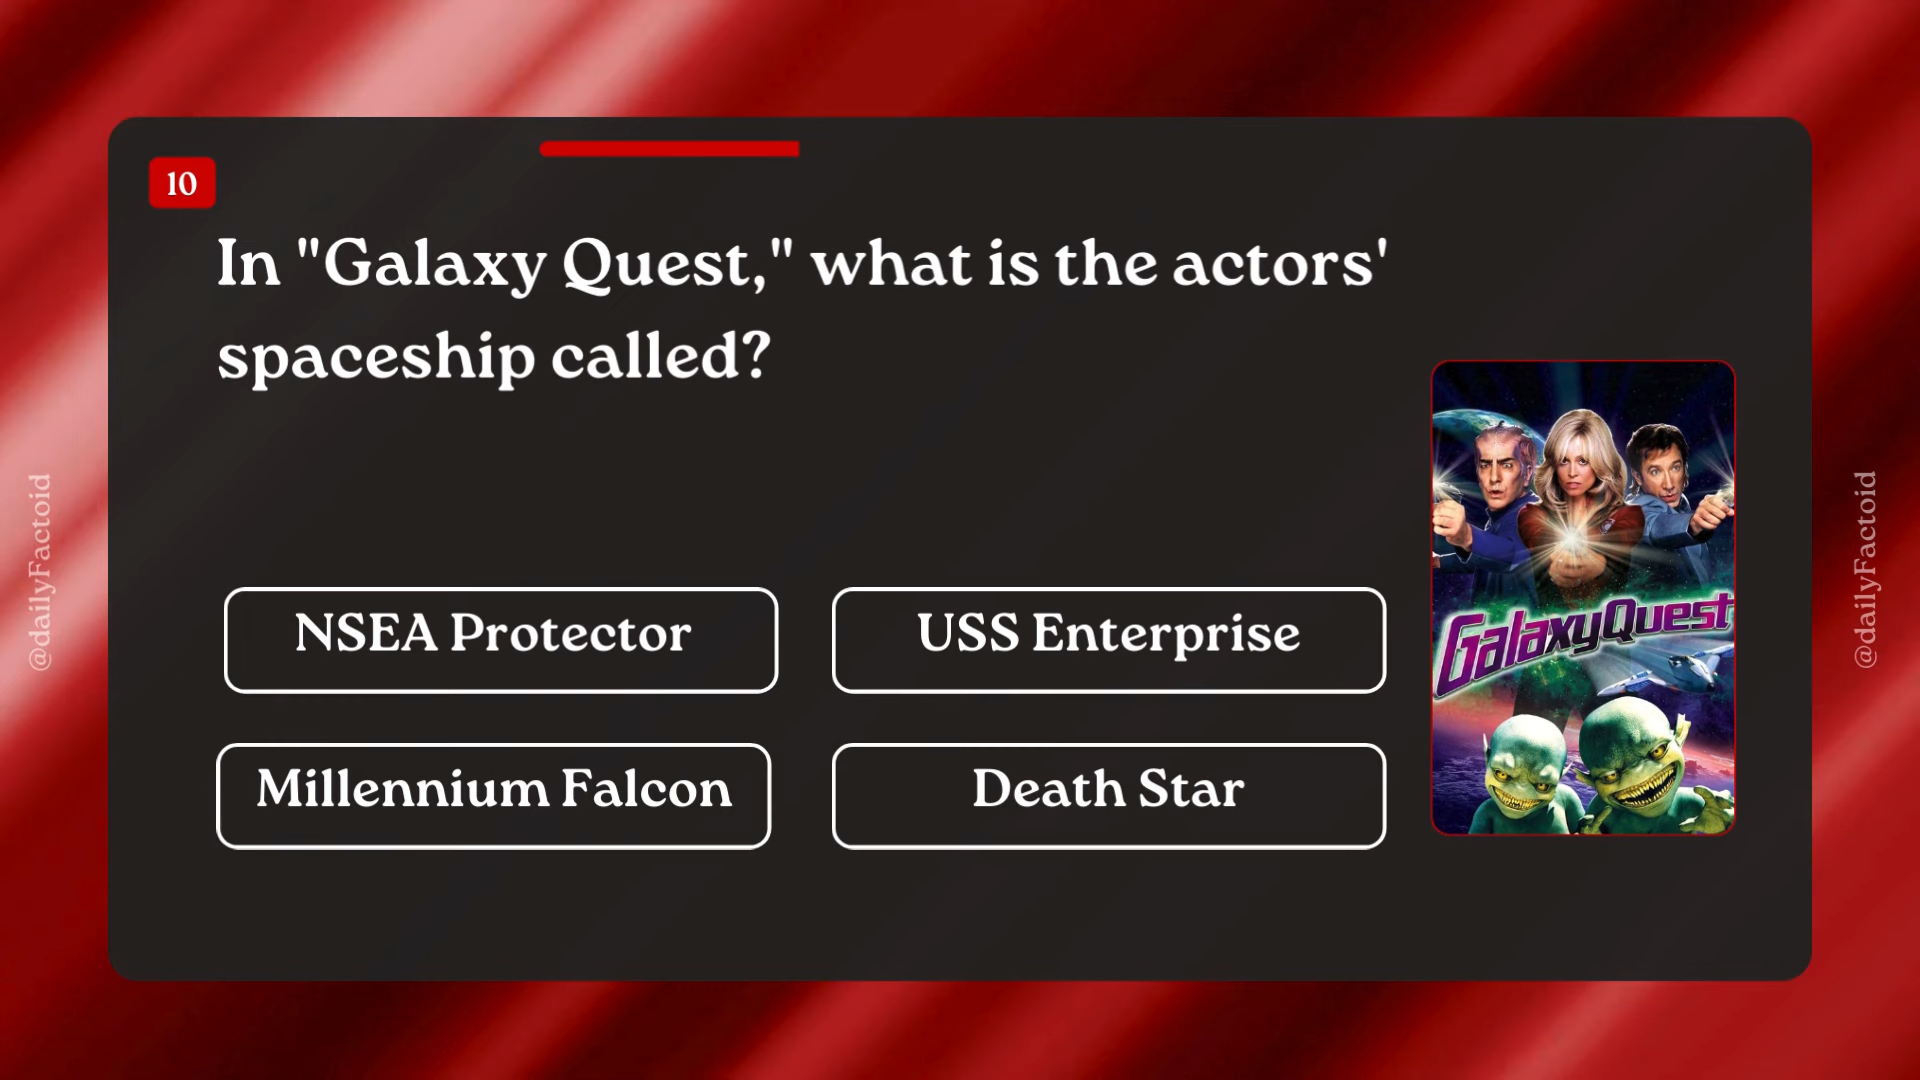 10
In "Galaxy Quest," what is the actors'
spaceship called?
NSEA Protector
USS Enterprise
Millennium Falcon
Death Star
GalaxyQuest
@dailyFactoid
@dailyFactoid